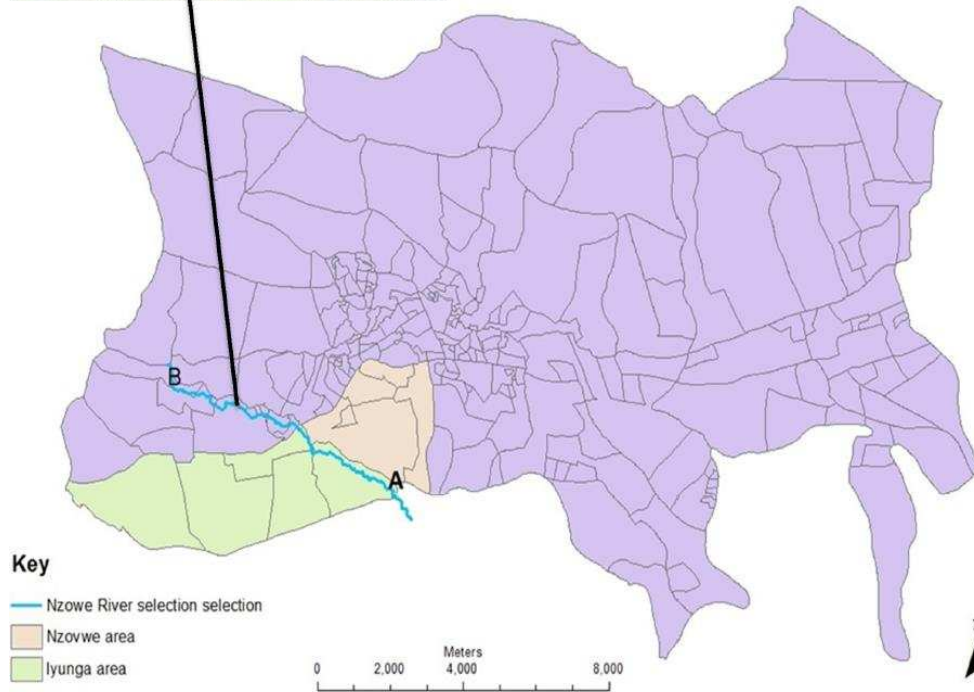 B
A
Key
Nzowe River selection selection
Nzovwe area
Iyunga area
Meters
0 2,000 4,000 8,000